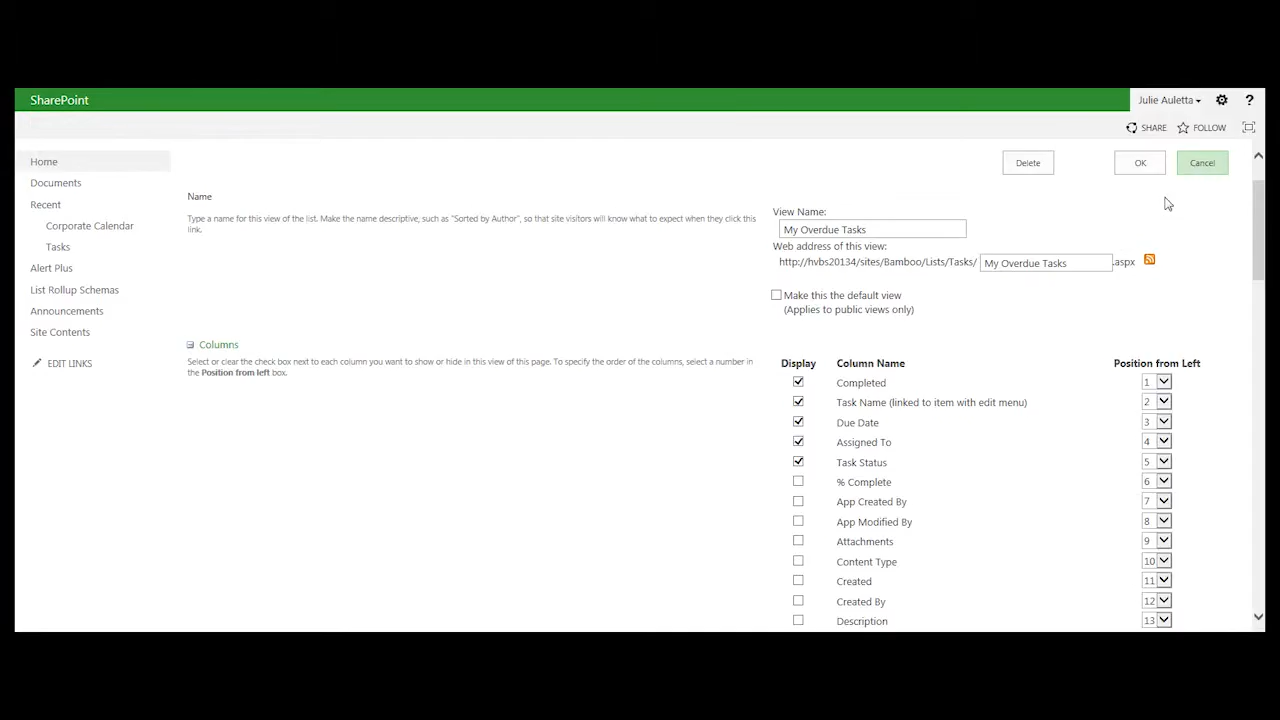 SharePoint
Julie Auletta
?
SHARE
FOLLOW
Home
Documents
Recent
Corporate Calendar
Tasks
Alert Plus
List Rollup Schemas
Announcements
Site Contents
EDIT LINKS
Delete
OK
Cancel
Name
Type a name for this view of the list. Make the name descriptive, such as "Sorted by Author", so that site visitors will know what to expect when they click this
link.
View Name:
My Overdue Tasks
Web address of this view:
http://hvbs20134/sites/Bamboo/Lists/Tasks/ My Overdue Tasks .aspx
Make this the default view
(Applies to public views only)
Columns
Select or clear the check box next to each column you want to show or hide in this view of this page. To specify the order of the columns, select a number in
the Position from left box.
Display Column Name Position from Left
Completed 1
Task Name (linked to item with edit menu) 2
Due Date 3
Assigned To 4
Task Status 5
% Complete 6
App Created By 7
App Modified By 8
Attachments 9
Content Type 10
Created 11
Created By 12
Description 13